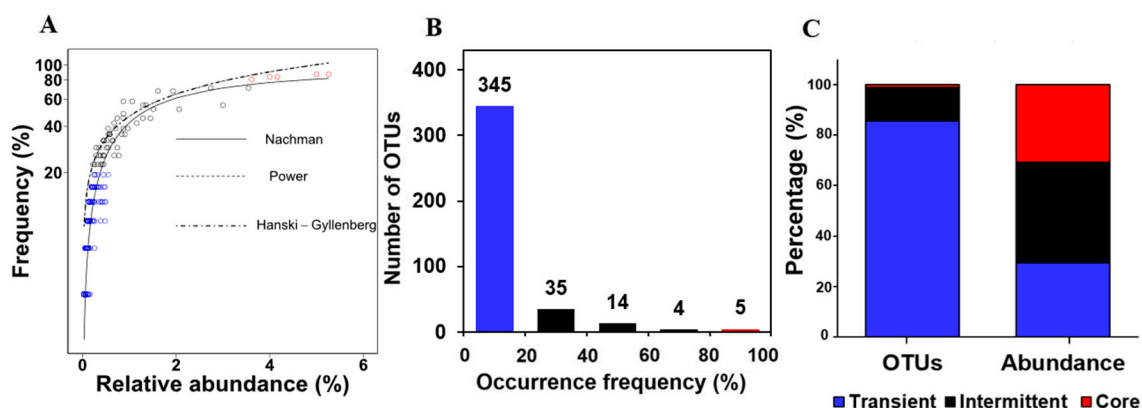 A
Frequency (%)
100
80
60
40
20
Nachman
Power
Hanski – Gyllenberg
0
2
4
6
Relative abundance (%)
B
Number of OTUs
400
300
200
100
0
345
35
14
4
5
0
20
40
60
80
100
Occurrence frequency (%)
C
Percentage (%)
100
80
60
40
20
0
OTUs
Abundance
Transient
Intermittent
Core